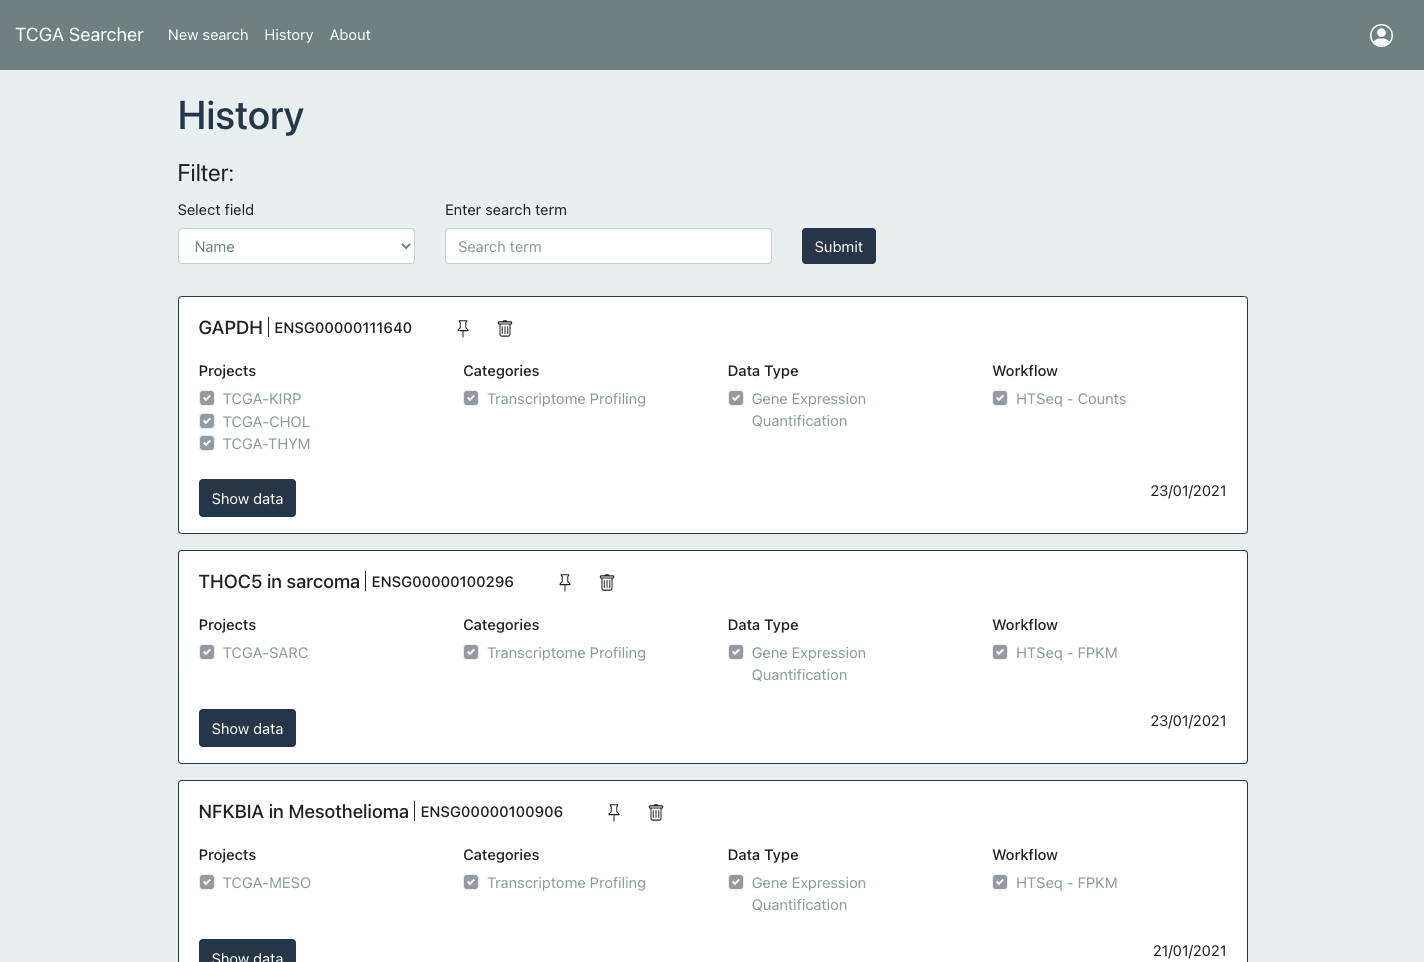 TCGA Searcher New search History About
History
Filter:
Select field Enter search term
Name Search term Submit
GAPDH ENSG00000111640
Projects Categories Data Type Workflow
TCGA-KIRP Transcriptome Profiling Gene Expression HTSeq - Counts
TCGA-CHOL Quantification
TCGA-THYM
Show data 23/01/2021
THOC5 in sarcoma ENSG00000100296
Projects Categories Data Type Workflow
TCGA-SARC Transcriptome Profiling Gene Expression HTSeq - FPKM
Quantification
Show data 23/01/2021
NFKBIA in Mesothelioma ENSG00000100906
Projects Categories Data Type Workflow
TCGA-MESO Transcriptome Profiling Gene Expression HTSeq - FPKM
Quantification
Show data 21/01/2021